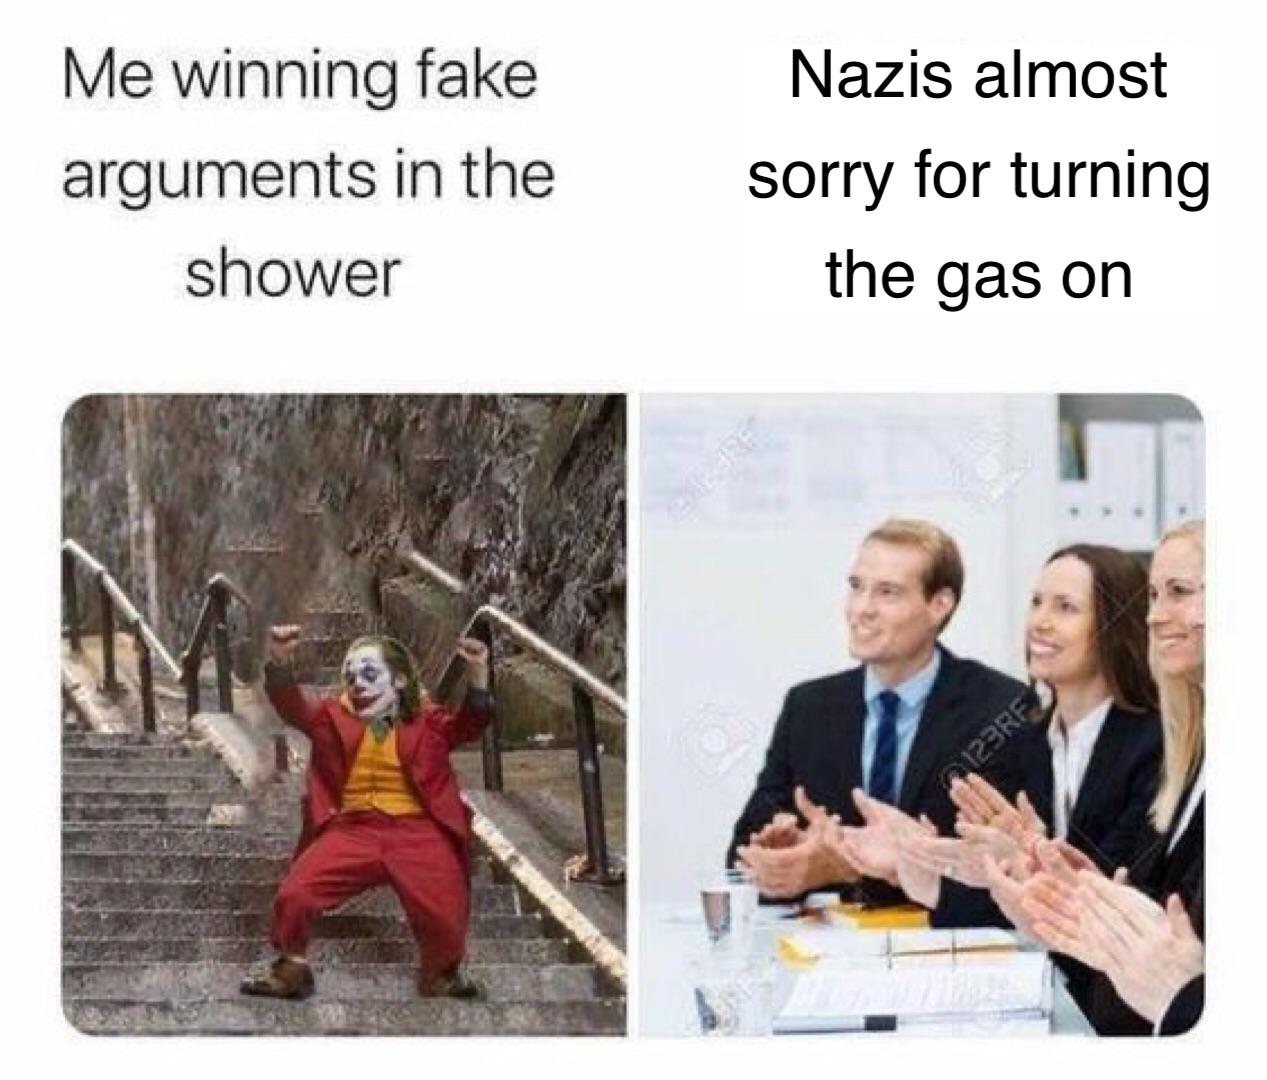 Me winning fake
arguments in the
shower
Nazis almost
sorry for turning
the gas on
123RF